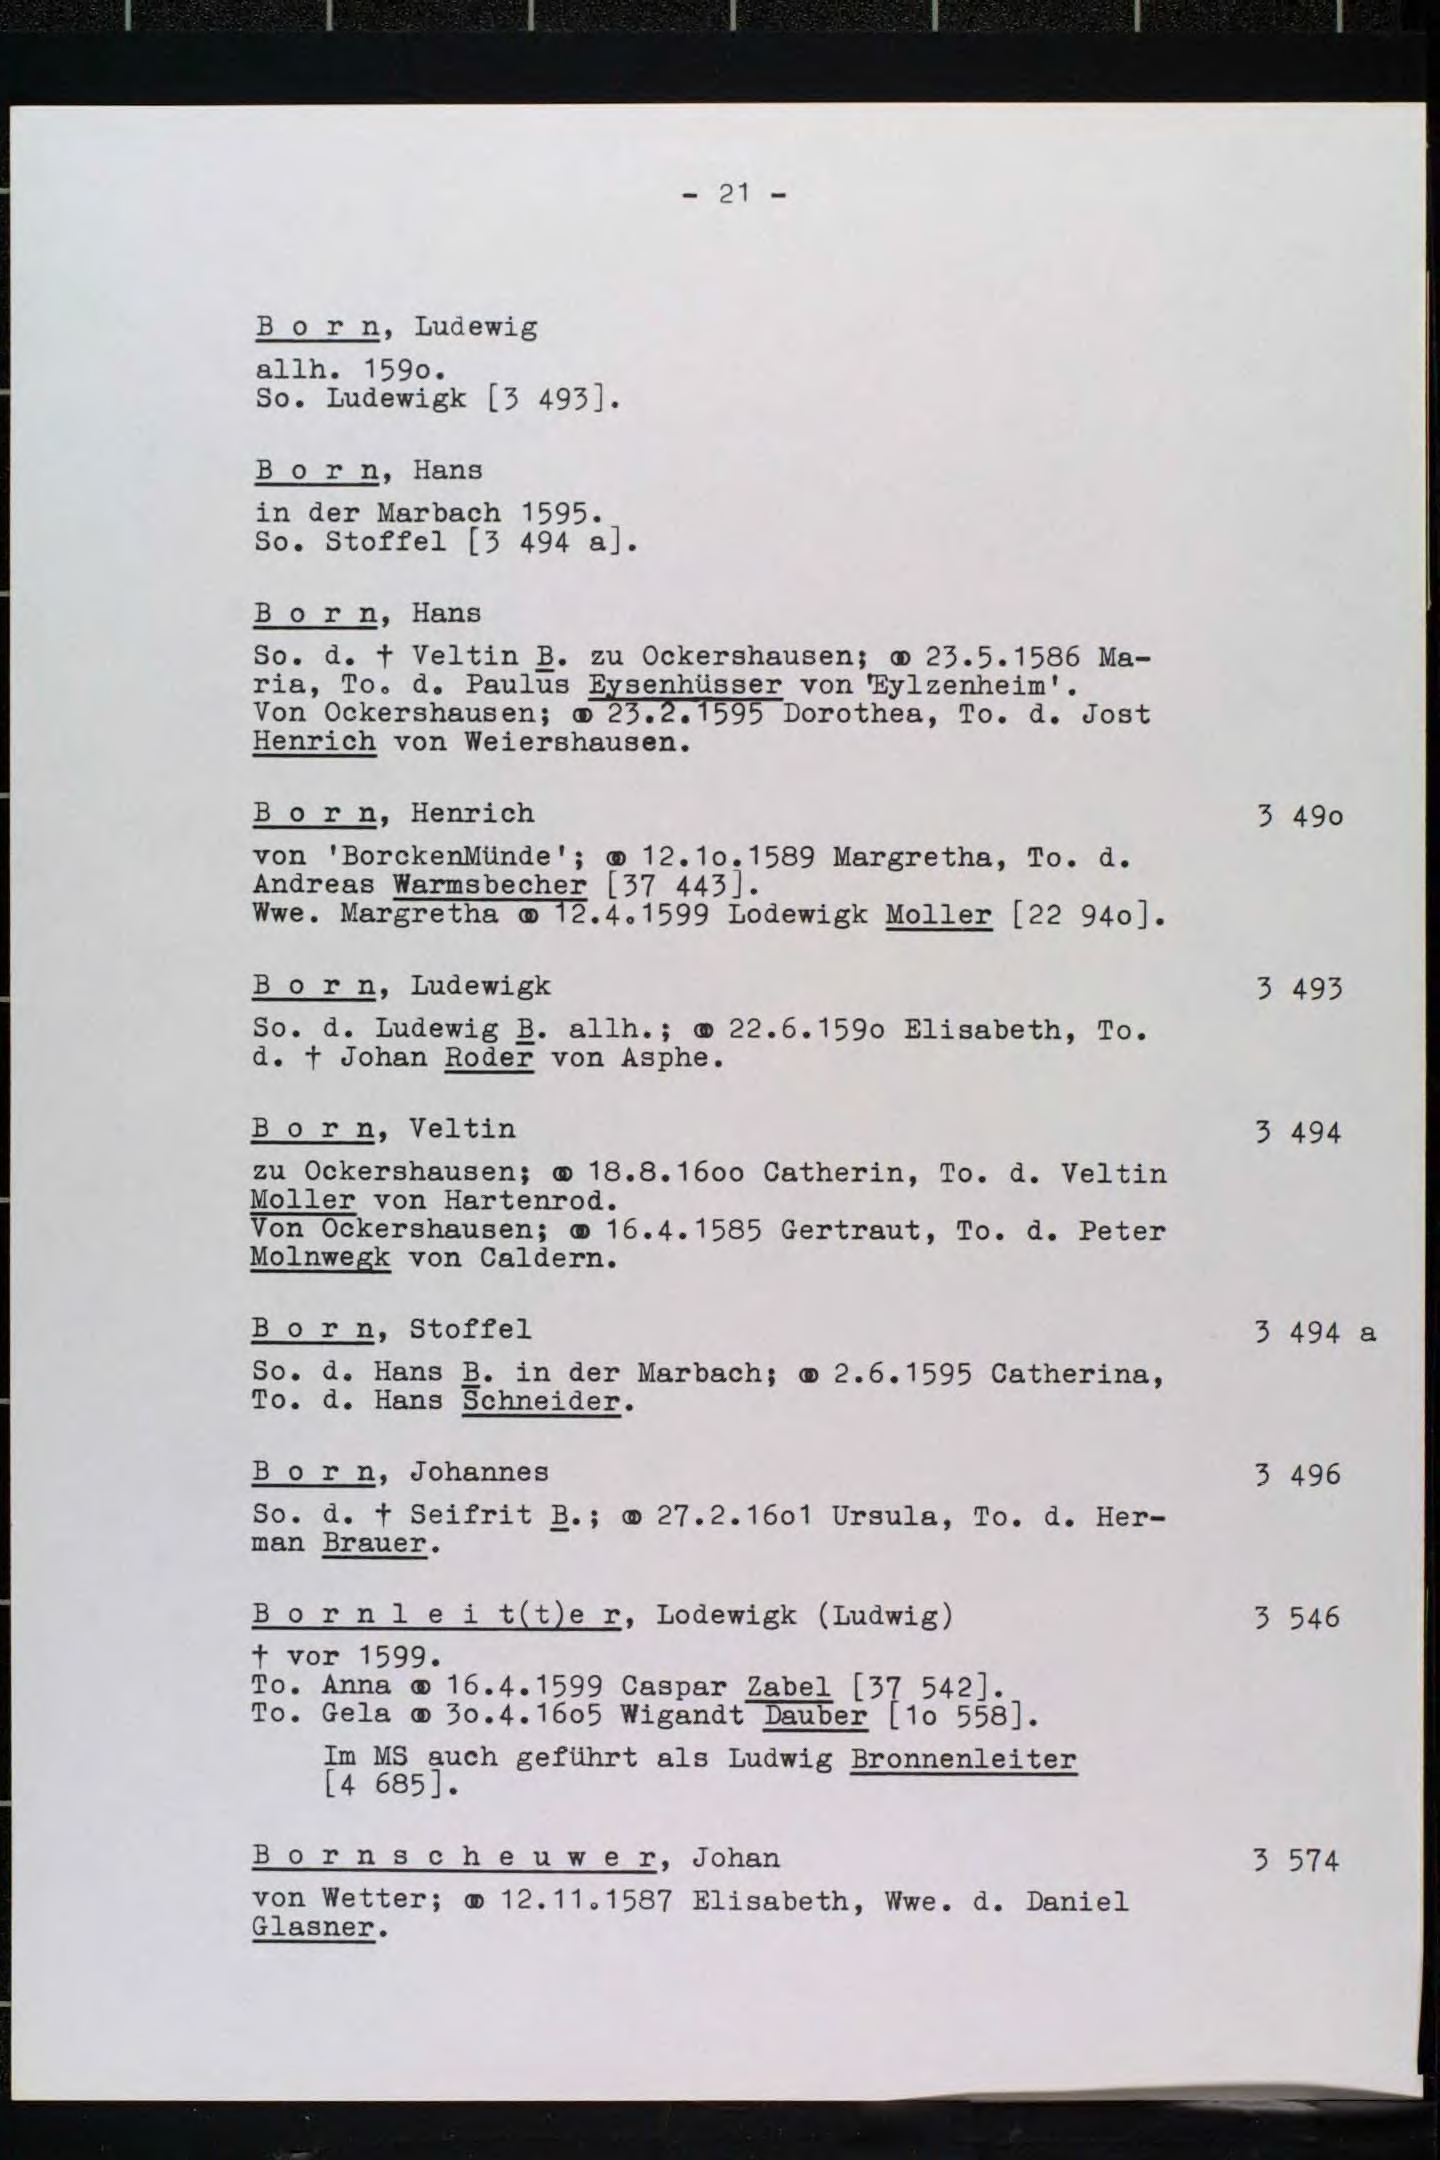 - 21 -
B o r n, Ludewig
allh. 159o.
So. Ludewigk [3 493].
B o r n, Hans
in der Marbach 1595.
So. Stoffel [3 494 a].
B o r n, Hans
So. d. † Veltin B. zu Ockershausen; ⚭ 23.5.1586 Ma-
ria, To. d. Paulus Eysenhüsser von 'Eylzenheim'.
Von Ockershausen; ⚭ 23.2.1595 Dorothea, To. d. Jost
Henrich von Weiershausen.
B o r n, Henrich 3 49o
von 'BorckenMünde'; ⚭ 12.1o.1589 Margretha, To. d.
Andreas Warmsbecher [37 443].
Wwe. Margretha ⚭ 12.4.1599 Lodewigk Moller [22 94o].
B o r n, Ludewigk 3 493
So. d. Ludewig B. allh.; ⚭ 22.6.159o Elisabeth, To.
d. † Johan Roder von Asphe.
B o r n, Veltin 3 494
zu Ockershausen; ⚭ 18.8.16oo Catherin, To. d. Veltin
Moller von Hartenrod.
Von Ockershausen; ⚭ 16.4.1585 Gertraut, To. d. Peter
Molnwegk von Caldern.
B o r n, Stoffel 3 494 a
So. d. Hans B. in der Marbach; ⚭ 2.6.1595 Catherina,
To. d. Hans Schneider.
B o r n, Johannes 3 496
So. d. † Seifrit B.; ⚭ 27.2.16o1 Ursula, To. d. Her-
man Brauer.
B o r n l e i t(t)e r, Lodewigk (Ludwig) 3 546
† vor 1599.
To. Anna ⚭ 16.4.1599 Caspar Zabel [37 542].
To. Gela ⚭ 3o.4.16o5 Wigandt Dauber [1o 558].
Im MS auch geführt als Ludwig Bronnenleiter
[4 685].
B o r n s c h e u w e r, Johan 3 574
von Wetter; ⚭ 12.11.1587 Elisabeth, Wwe. d. Daniel
Glasner.